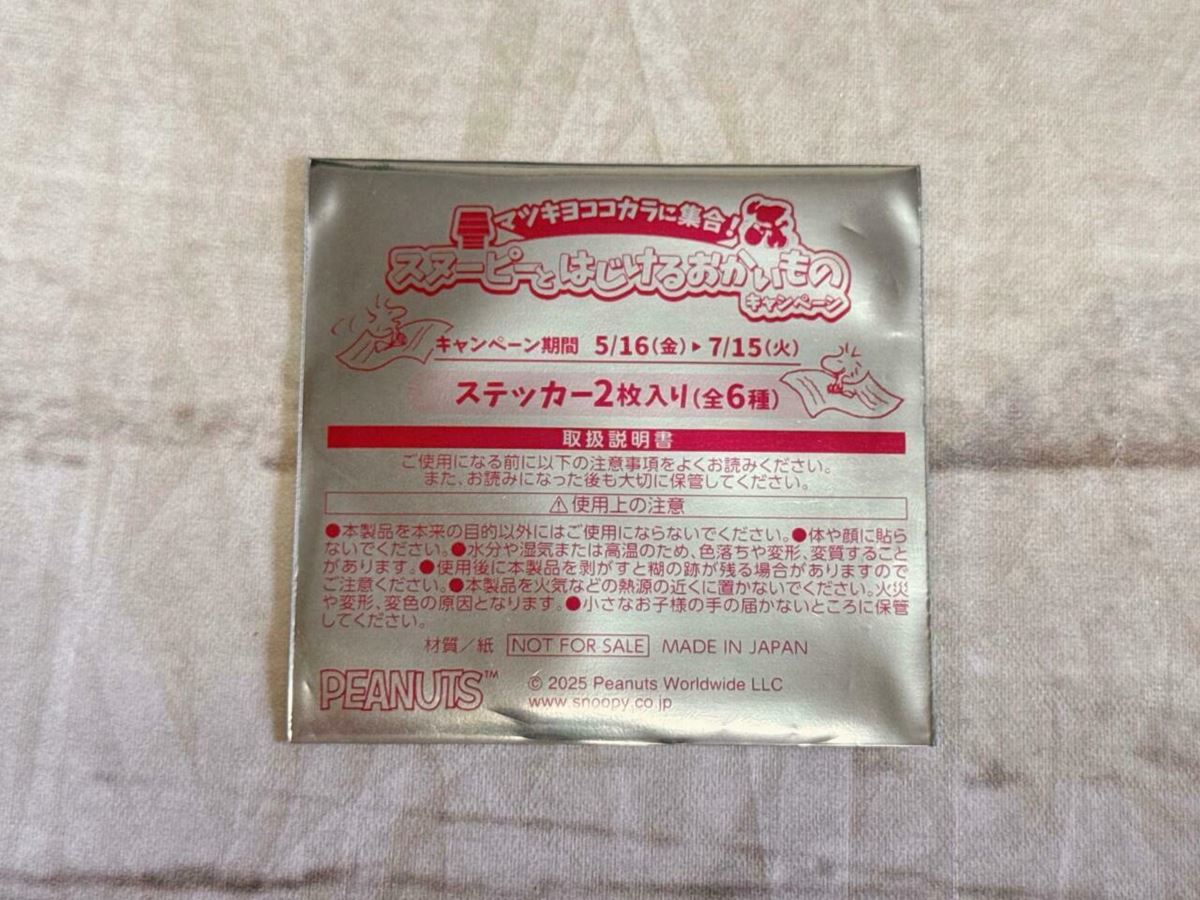 マツキヨココカラに集合!
スヌーピーとはじけるおかいもの
キャンペーン
キャンペーン期間 5/16(金)▶7/15(火)
ステッカー2枚入り(全6種)
取扱説明書
ご使用になる前に以下の注意事項をよくお読みください。
また、お読みになった後も大切に保管してください。
⚠使用上の注意
●本製品を本来の目的以外にはご使用にならないでください。●体や顔に貼ら
ないでください。●水分や湿気または高温のため、色落ちや変形、変質すること
があります。●使用後に本製品を剥がすと糊の跡が残る場合がありますので
ご注意ください。●本製品を火気などの熱源の近くに置かないでください。火災
や変形、変色の原因となります。●小さなお子様の手の届かないところに保管
してください。
材質/紙 NOT FOR SALE MADE IN JAPAN
PEANUTS™ © 2025 Peanuts Worldwide LLC
www.snoopy.co.jp